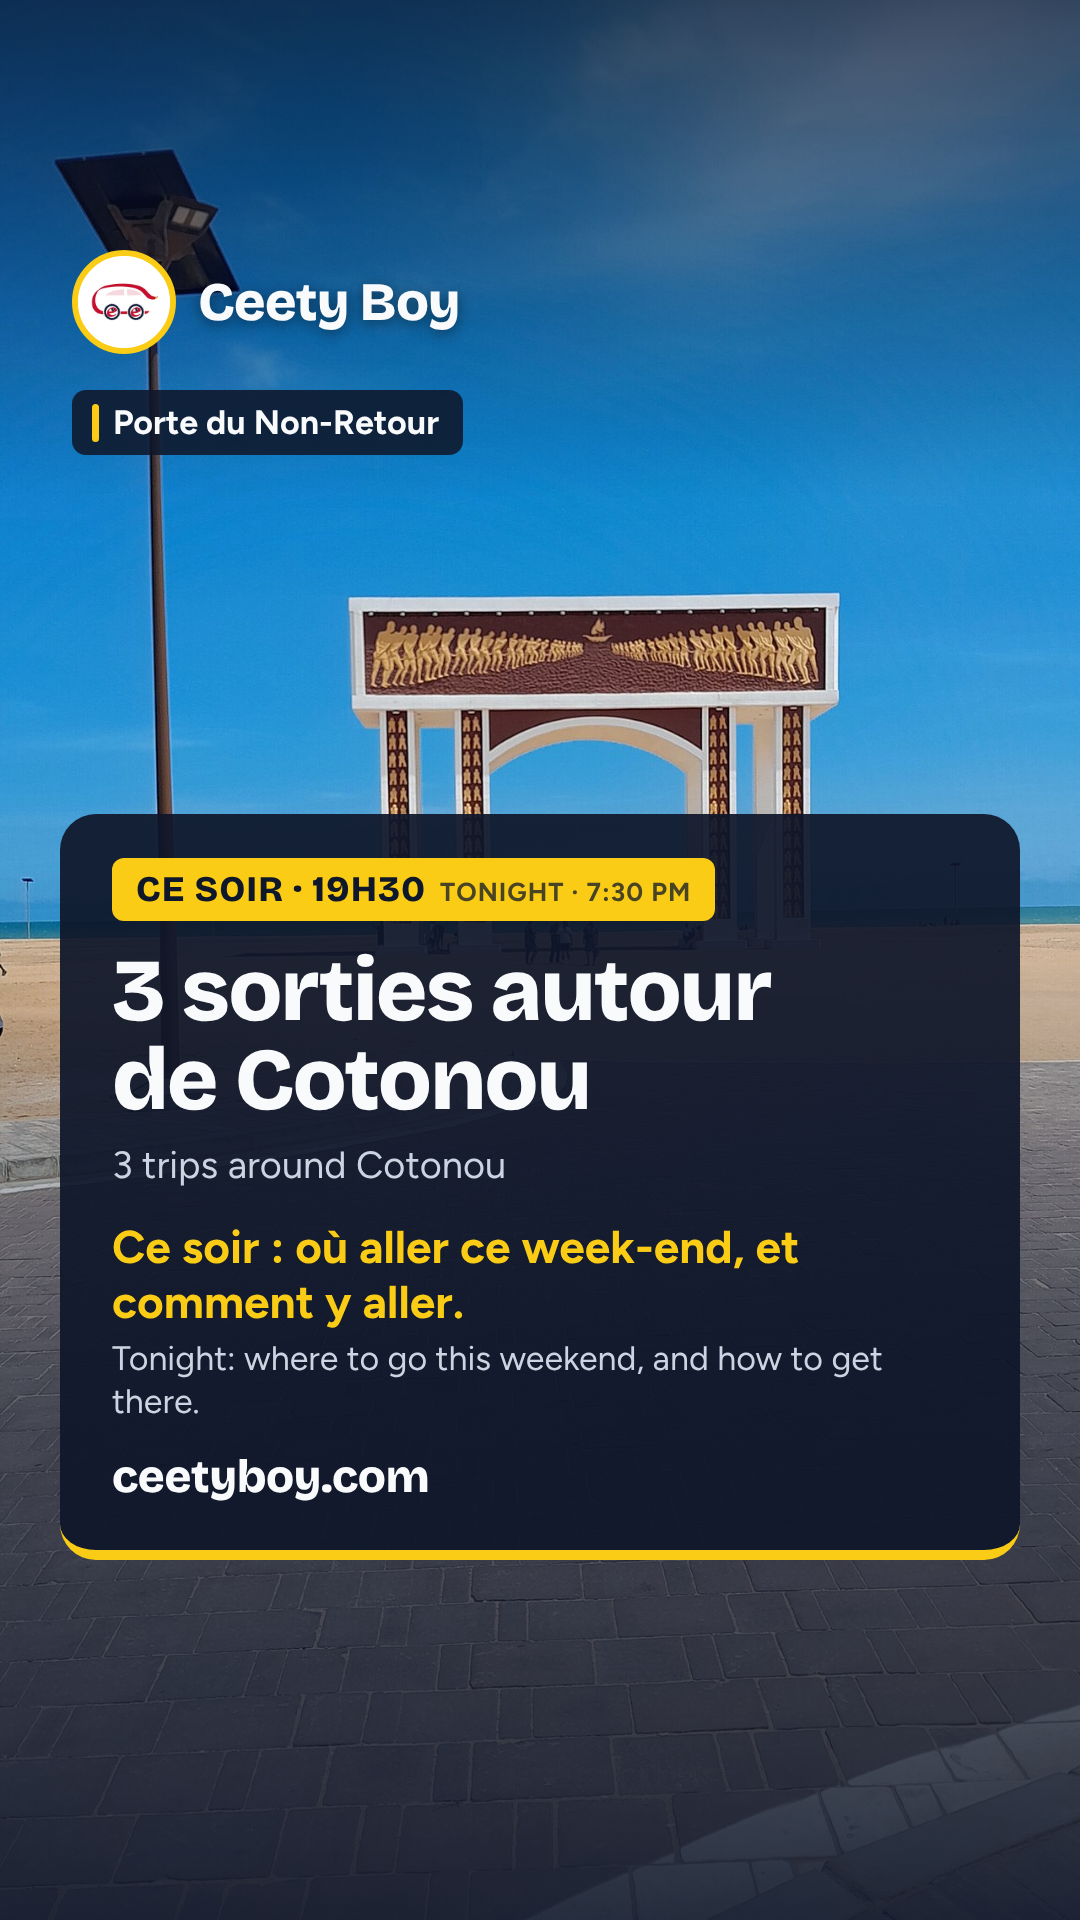 Ceety Boy
Porte du Non-Retour
CE SOIR · 19H30 TONIGHT · 7:30 PM
3 sorties autour
de Cotonou
3 trips around Cotonou
Ce soir : où aller ce week-end, et
comment y aller.
Tonight: where to go this weekend, and how to get
there.
ceetyboy.com